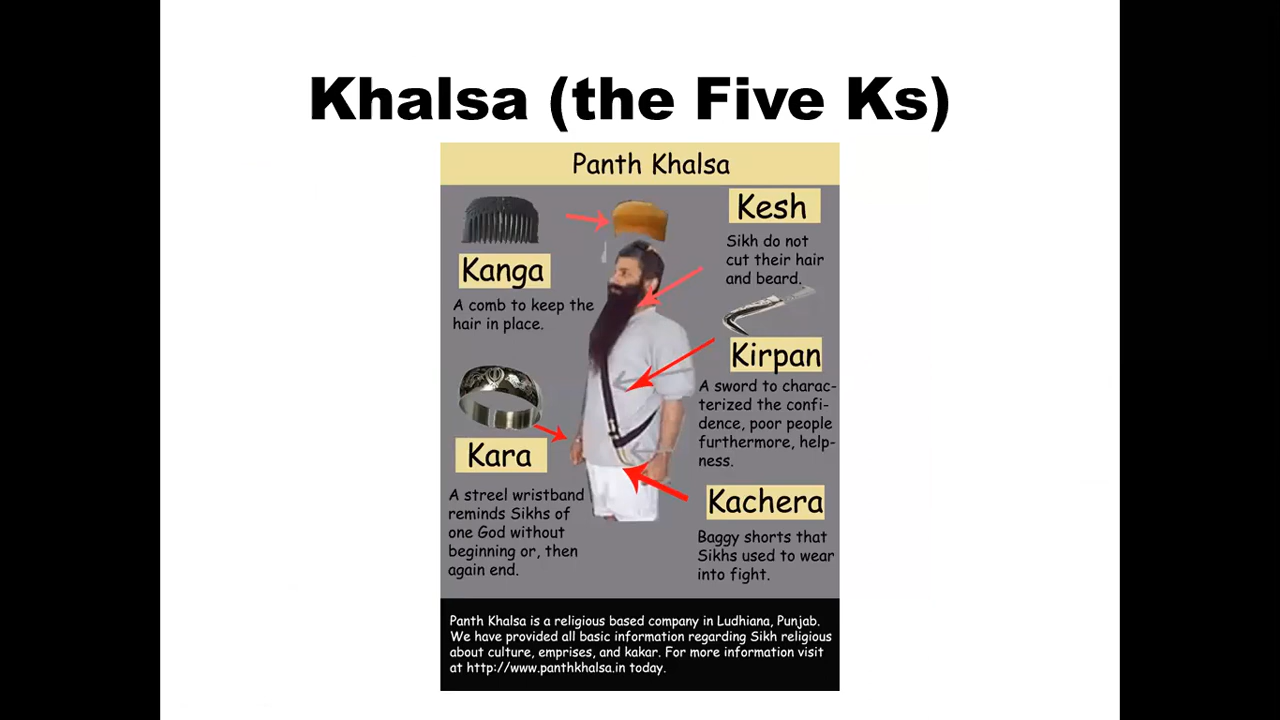 Khalsa (the Five Ks)
Panth Khalsa
Kanga
A comb to keep the
hair in place.
Kesh
Sikh do not
cut their hair
and beard.
Kirpan
A sword to charac-
terized the confi-
dence, poor people
furthermore, help-
ness.
Kara
A streel wristband
reminds Sikhs of
one God without
beginning or, then
again end.
Kachera
Baggy shorts that
Sikhs used to wear
into fight.
Panth Khalsa is a religious based company in Ludhiana, Punjab.
We have provided all basic information regarding Sikh religious
about culture, emprises, and kakar. For more information visit
at http://www.panthkhalsa.in today.